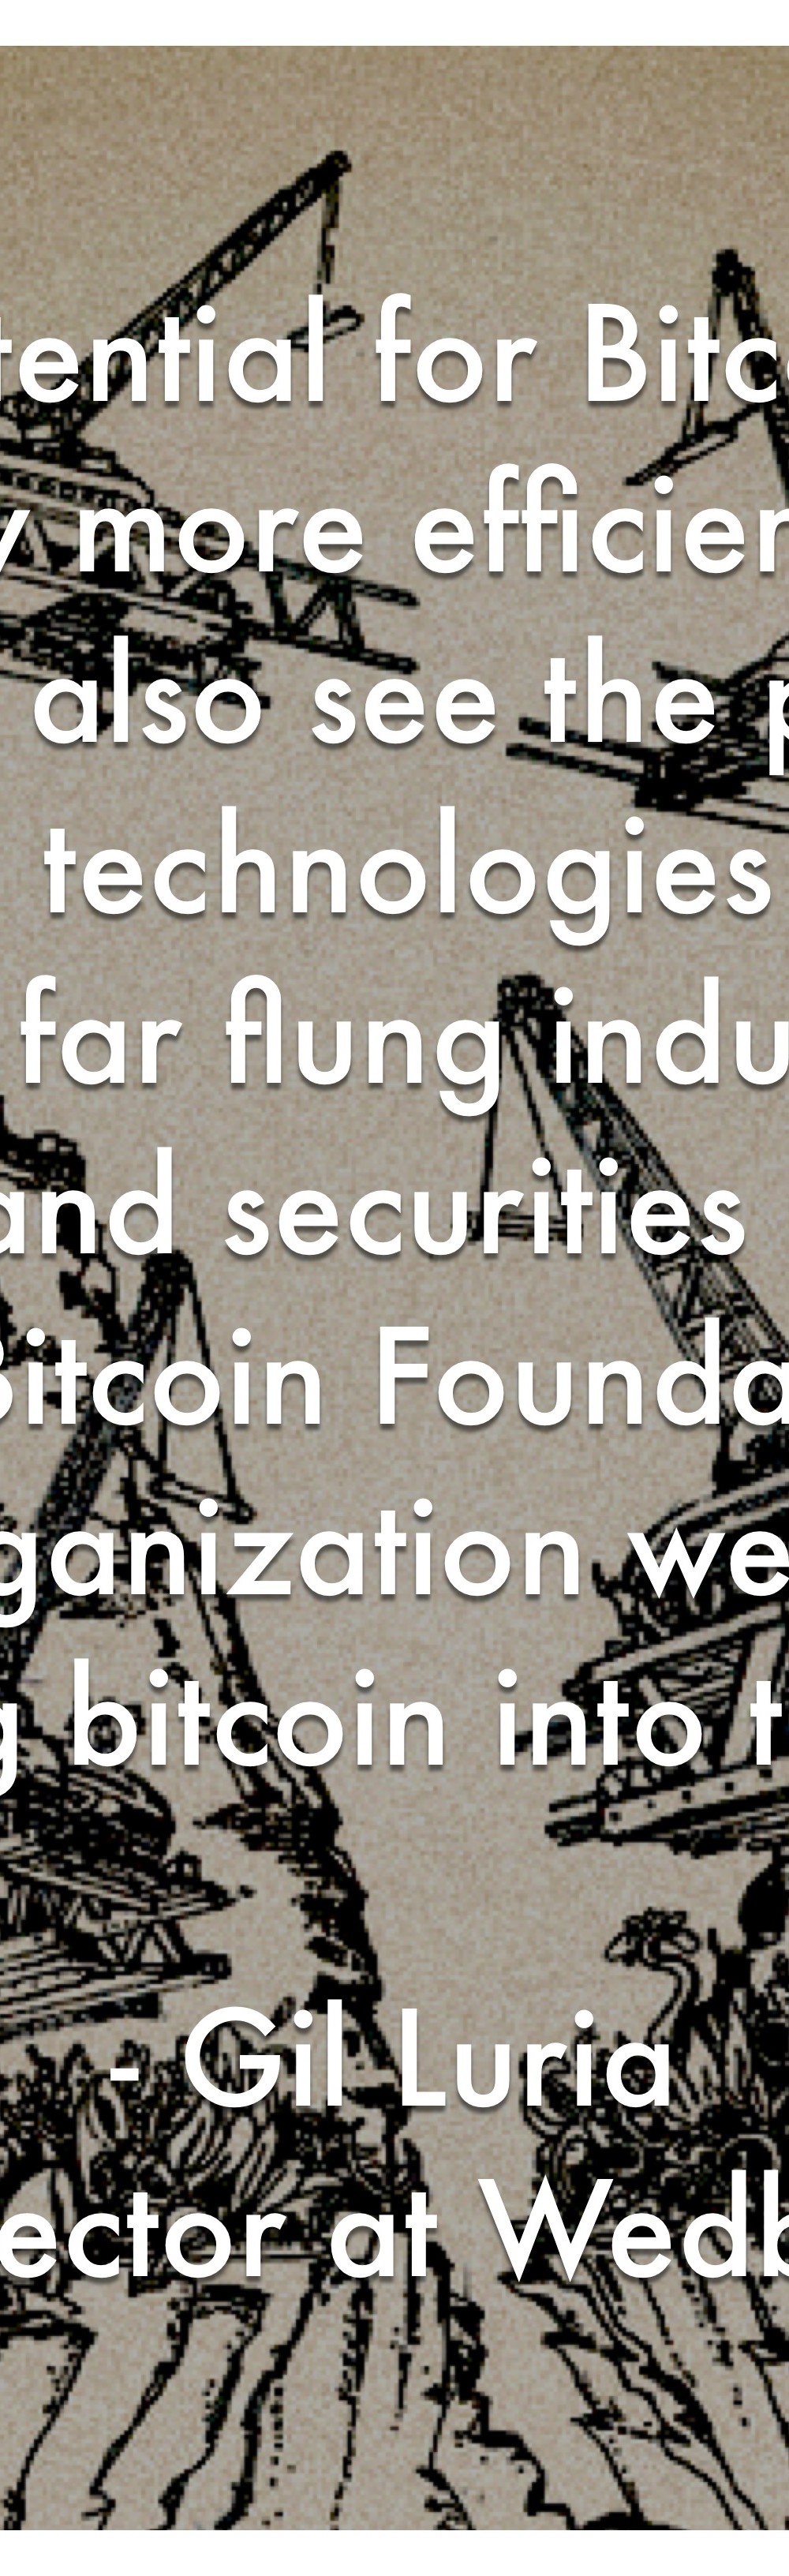 tential for Bitc
y more efficien
also see the p
technologies
far flung indu
and securities
Bitcoin Founda
ganization we
g bitcoin into t
- Gil Luria
ector at Wedb